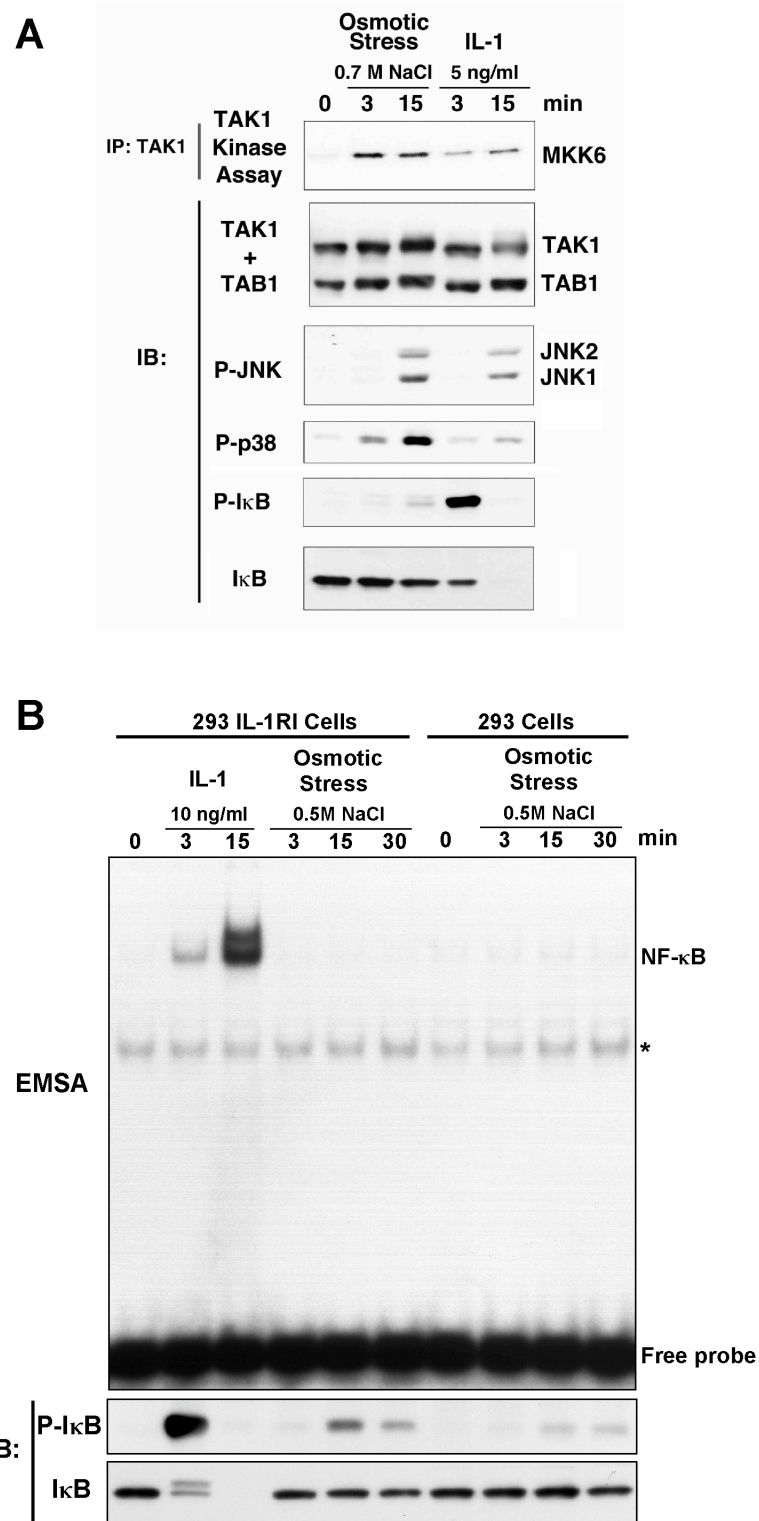 A
Osmotic
Stress
IL-1
0.7 M NaCl
5 ng/ml
0 3 15 3 15 min
IP: TAK1
TAK1
Kinase
Assay
MKK6
IB:
TAK1
+
TAB1
TAK1
TAB1
P-JNK
JNK2
JNK1
P-p38
P-IκB
IκB
B
293 IL-1RI Cells
293 Cells
IL-1
Osmotic
Stress
Osmotic
Stress
10 ng/ml
0.5M NaCl
0.5M NaCl
0 3 15 3 15 30 0 3 15 30 min
NF-κB
*
EMSA
Free probe
B:
P-IκB
IκB